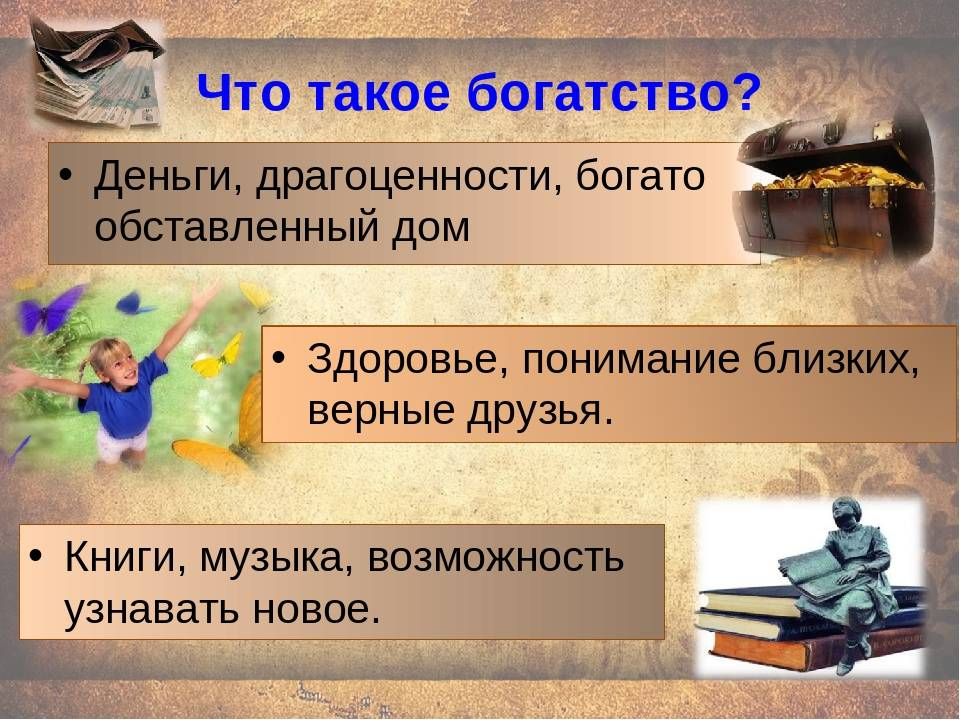 Что такое богатство?
• Деньги, драгоценности, богато
обставленный дом
• Здоровье, понимание близких,
верные друзья.
• Книги, музыка, возможность
узнавать новое.